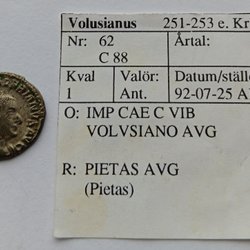 Volusianus 251-253 e. Kr
Nr: Årtal:
62
C 88
Kval Valör: Datum/ställe
1 Ant. 92-07-25 A
O: IMP CAE C VIB
VOLVSIANO AVG
R: PIETAS AVG
(Pietas)